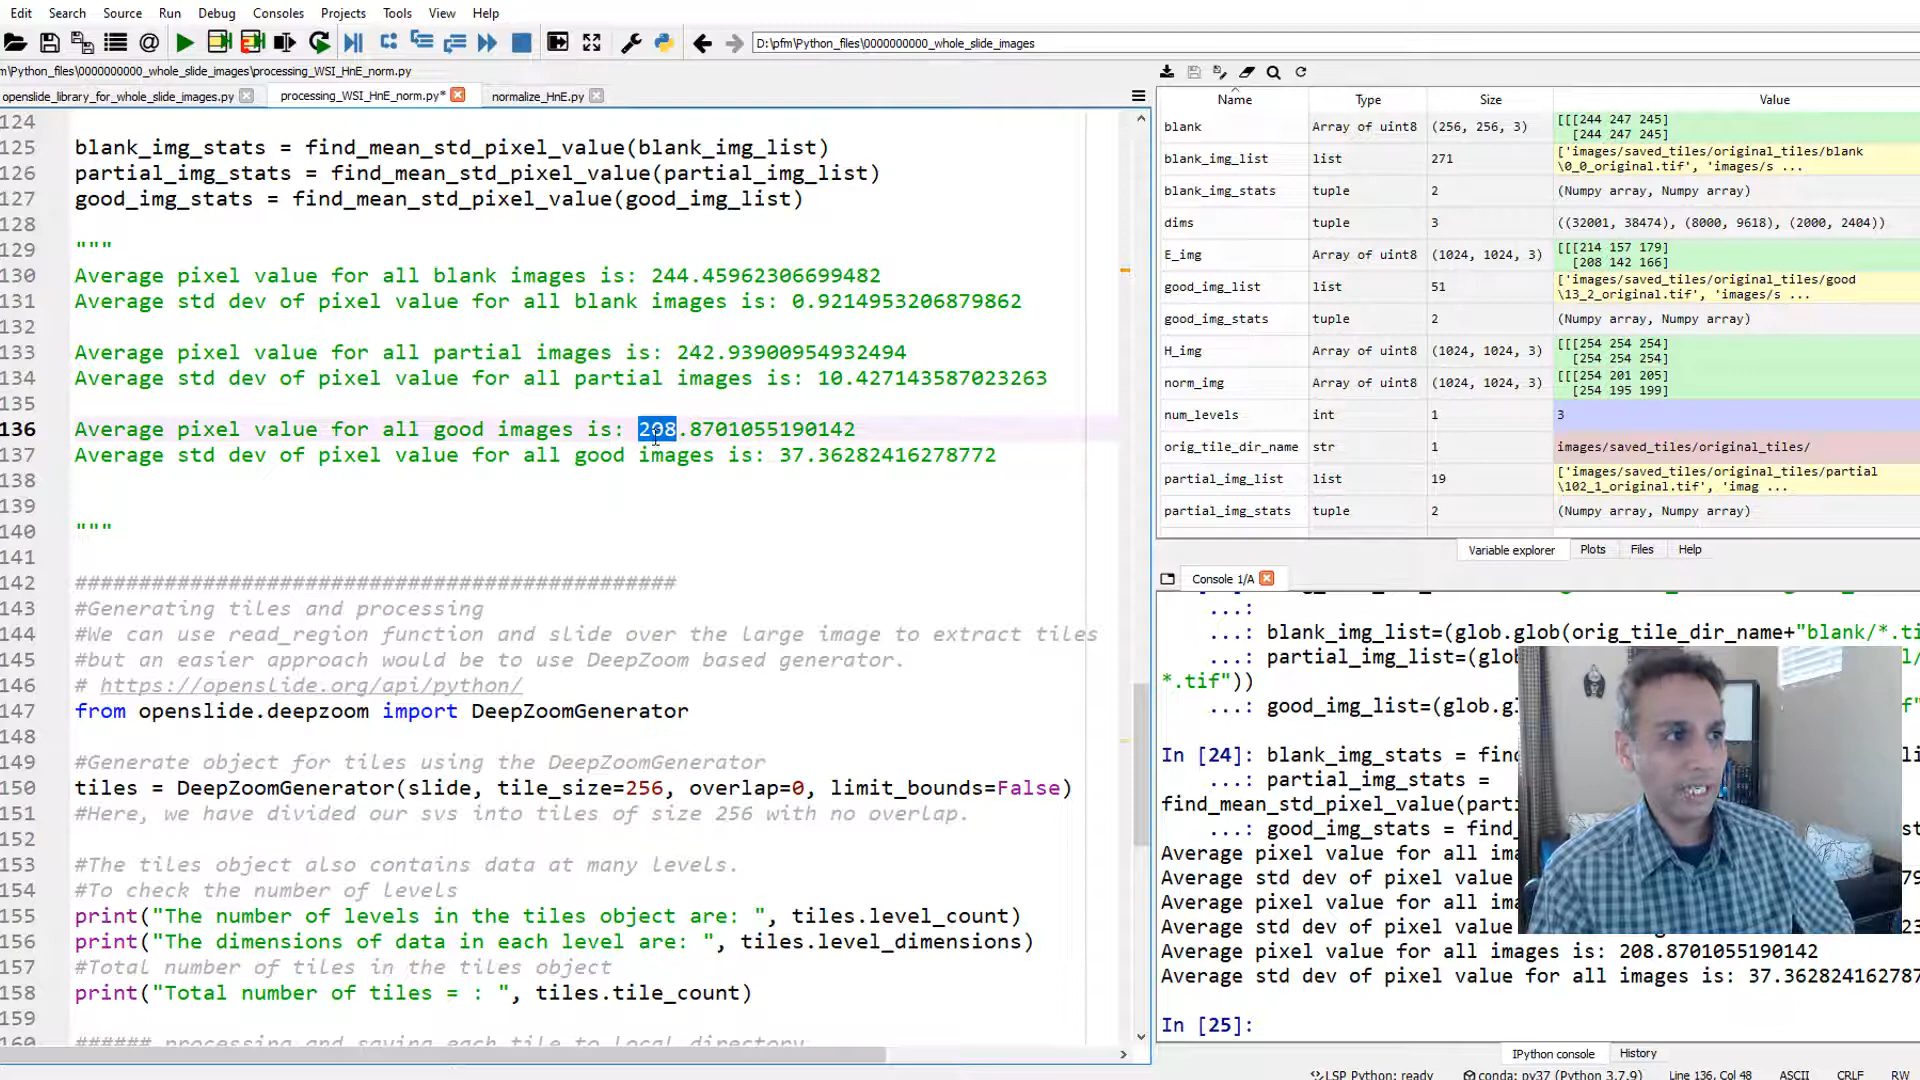 Edit Search Source Run Debug Consoles Projects Tools View Help
D:\pfm\Python_files\0000000000_whole_slide_images
m\Python_files\0000000000_whole_slide_images\processing_WSI_HnE_norm.py
openslide_library_for_whole_slide_images.py processing_WSI_HnE_norm.py* normalize_HnE.py
124
125 blank_img_stats = find_mean_std_pixel_value(blank_img_list)
126 partial_img_stats = find_mean_std_pixel_value(partial_img_list)
127 good_img_stats = find_mean_std_pixel_value(good_img_list)
128
129 """
130 Average pixel value for all blank images is: 244.45962306699482
131 Average std dev of pixel value for all blank images is: 0.9214953206879862
132
133 Average pixel value for all partial images is: 242.93900954932494
134 Average std dev of pixel value for all partial images is: 10.427143587023263
135
136 Average pixel value for all good images is: 208.8701055190142
137 Average std dev of pixel value for all good images is: 37.36282416278772
138
139
140 """
141
142 ###############################################
143 #Generating tiles and processing
144 #We can use read_region function and slide over the large image to extract tiles
145 #but an easier approach would be to use DeepZoom based generator.
146 # https://openslide.org/api/python/
147 from openslide.deepzoom import DeepZoomGenerator
148
149 #Generate object for tiles using the DeepZoomGenerator
150 tiles = DeepZoomGenerator(slide, tile_size=256, overlap=0, limit_bounds=False)
151 #Here, we have divided our svs into tiles of size 256 with no overlap.
152
153 #The tiles object also contains data at many levels.
154 #To check the number of levels
155 print("The number of levels in the tiles object are: ", tiles.level_count)
156 print("The dimensions of data in each level are: ", tiles.level_dimensions)
157 #Total number of tiles in the tiles object
158 print("Total number of tiles = : ", tiles.tile_count)
159
160 ###### processing and saving each tile to local directory
Name Type Size Value
blank Array of uint8 (256, 256, 3) [[[244 247 245]
[244 247 245]
blank_img_list list 271 ['images/saved_tiles/original_tiles/blank
\0_0_original.tif', 'images/s ...
blank_img_stats tuple 2 (Numpy array, Numpy array)
dims tuple 3 ((32001, 38474), (8000, 9618), (2000, 2404))
E_img Array of uint8 (1024, 1024, 3) [[[214 157 179]
[208 142 166]
good_img_list list 51 ['images/saved_tiles/original_tiles/good
\13_2_original.tif', 'images/s ...
good_img_stats tuple 2 (Numpy array, Numpy array)
H_img Array of uint8 (1024, 1024, 3) [[[254 254 254]
[254 254 254]
norm_img Array of uint8 (1024, 1024, 3) [[[254 201 205]
[254 195 199]
num_levels int 1 3
orig_tile_dir_name str 1 images/saved_tiles/original_tiles/
partial_img_list list 19 ['images/saved_tiles/original_tiles/partial
\102_1_original.tif', 'imag ...
partial_img_stats tuple 2 (Numpy array, Numpy array)
Variable explorer Plots Files Help
Console 1/A
...:
...: blank_img_list=(glob.glob(orig_tile_dir_name+"blank/*.ti
...: partial_img_list=(glob
*.tif"))
...: good_img_list=(glob.gl
In [24]: blank_img_stats = find
...: partial_img_stats =
find_mean_std_pixel_value(parti
...: good_img_stats = find_
Average pixel value for all ima
Average std dev of pixel value
Average pixel value for all ima
Average std dev of pixel value
Average pixel value for all images is: 208.8701055190142
Average std dev of pixel value for all images is: 37.362824162787
In [25]:
IPython console History
LSP Python: ready conda: py37 (Python 3.7.9) Line 136, Col 48 ASCII CRLF RW